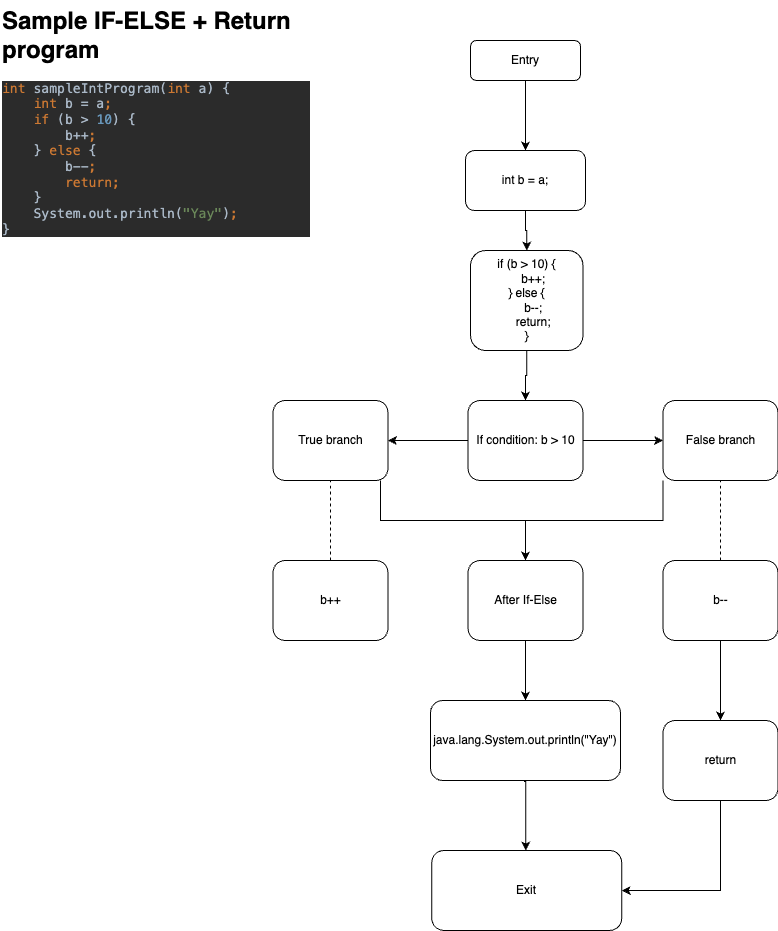 Sample IF-ELSE + Return
program
int sampleIntProgram(int a) {
    int b = a;
    if (b > 10) {
        b++;
    } else {
        b--;
        return;
    }
    System.out.println("Yay");
}
Entry
int b = a;
if (b > 10) {
b++;
} else {
b--;
return;
}
True branch
If condition: b > 10
False branch
b++
After If-Else
b--
java.lang.System.out.println("Yay")
return
Exit